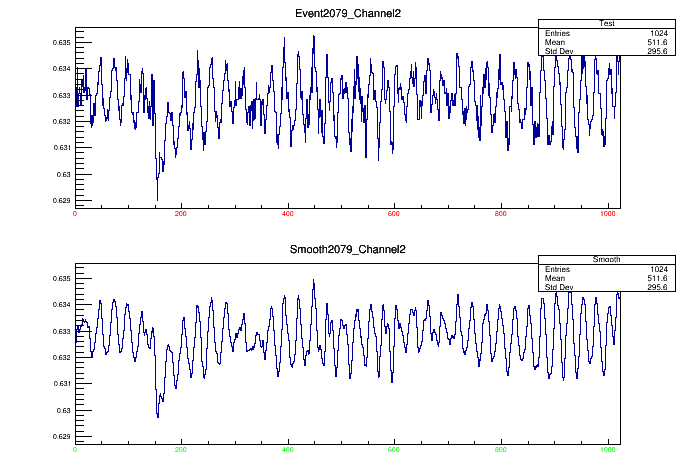 Event2079_Channel2
Test
Entries 1024
Mean 511.6
Std Dev 295.6
0.635
0.634
0.633
0.632
0.631
0.63
0.629
0 200 400 600 800 1000
Smooth2079_Channel2
Smooth
Entries 1024
Mean 511.6
Std Dev 295.6
0.635
0.634
0.633
0.632
0.631
0.63
0.629
0 200 400 600 800 1000